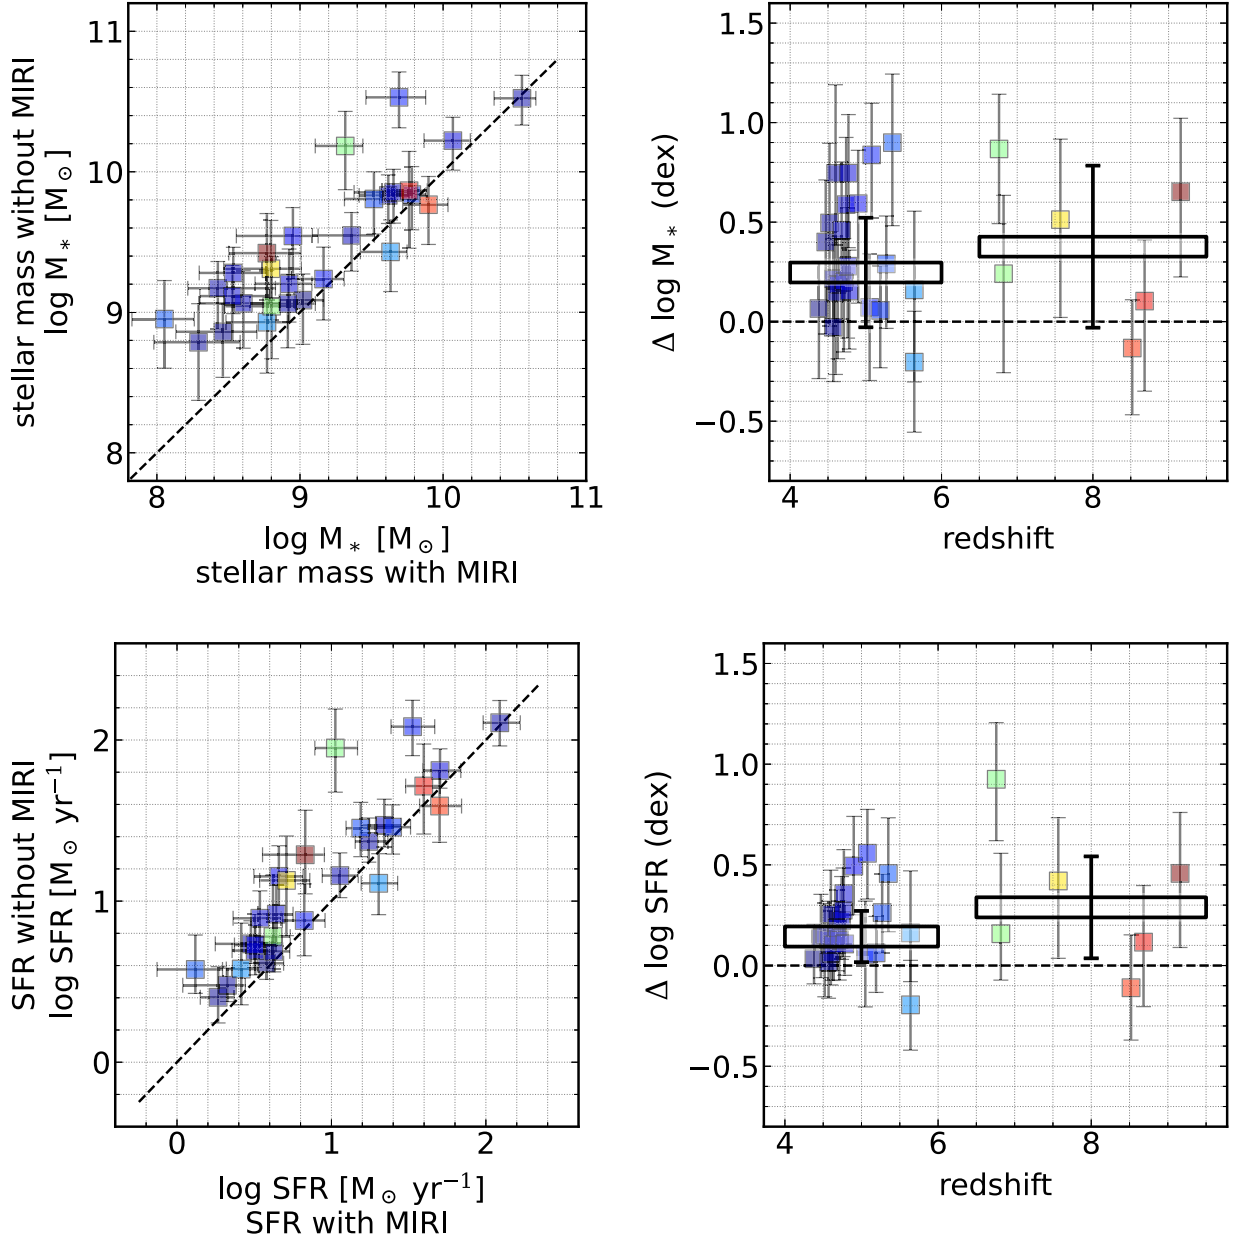 stellar mass without MIRI
log M* [M⊙]
11
10
9
8
8 9 10 11
log M* [M⊙]
stellar mass with MIRI
Δ log M* (dex)
1.5
1.0
0.5
0.0
−0.5
4 6 8
redshift
SFR without MIRI
log SFR [M⊙ yr⁻¹]
2
1
0
0 1 2
log SFR [M⊙ yr⁻¹]
SFR with MIRI
Δ log SFR (dex)
1.5
1.0
0.5
0.0
−0.5
4 6 8
redshift